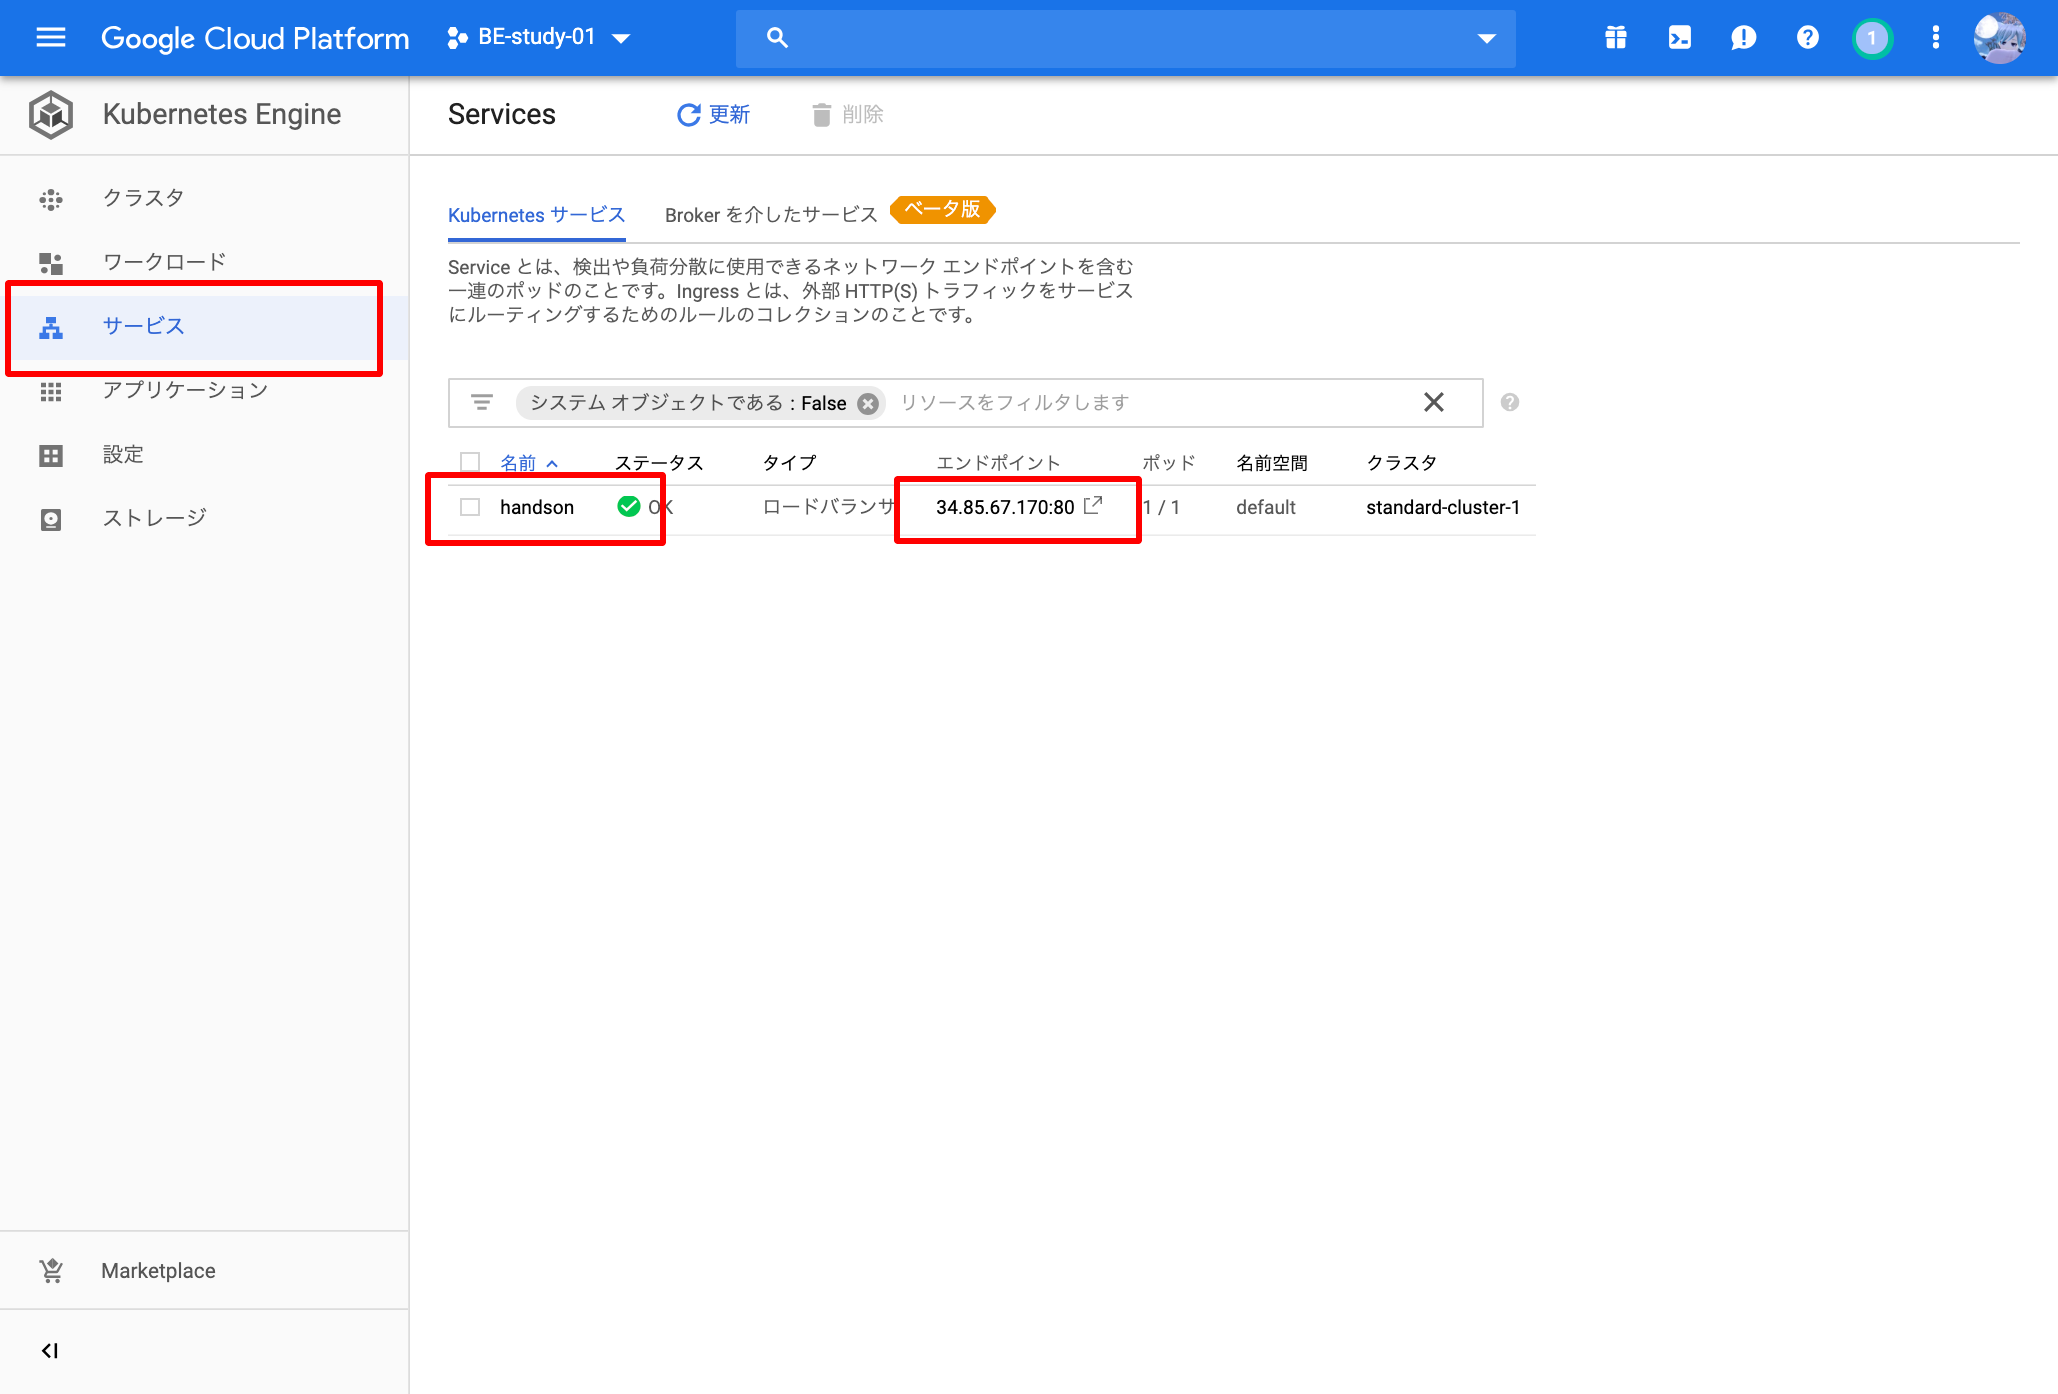 Google Cloud Platform
BE-study-01
1
Kubernetes Engine
Services
更新
削除
クラスタ
ワークロード
サービス
アプリケーション
設定
ストレージ
Marketplace
Kubernetes サービス
Broker を介したサービス
ベータ版
Service とは、検出や負荷分散に使用できるネットワーク エンドポイントを含む
一連のポッドのことです。Ingress とは、外部 HTTP(S) トラフィックをサービス
にルーティングするためのルールのコレクションのことです。
システム オブジェクトである : False
リソースをフィルタします
名前 ステータス タイプ エンドポイント ポッド 名前空間 クラスタ
handson OK ロードバランサ 34.85.67.170:80 1 / 1 default standard-cluster-1